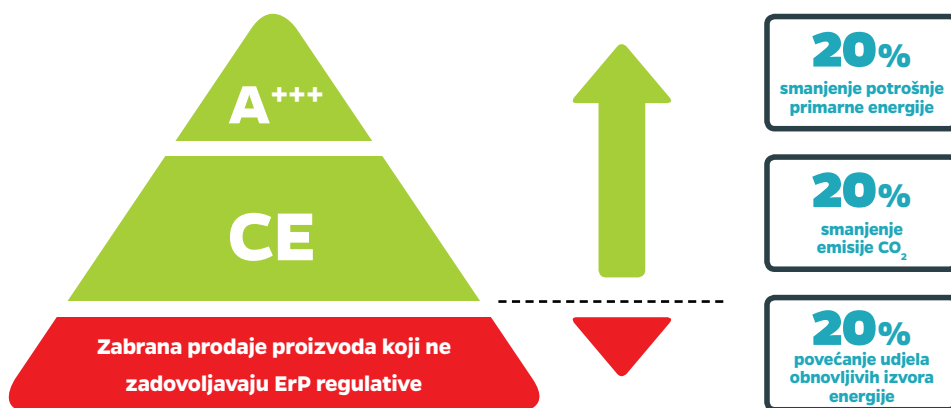 A+++
CE
Zabrana prodaje proizvoda koji ne
zadovoljavaju ErP regulative
20%
smanjenje potrošnje
primarne energije
20%
smanjenje
emisije CO₂
20%
povećanje udjela
obnovljivih izvora
energije